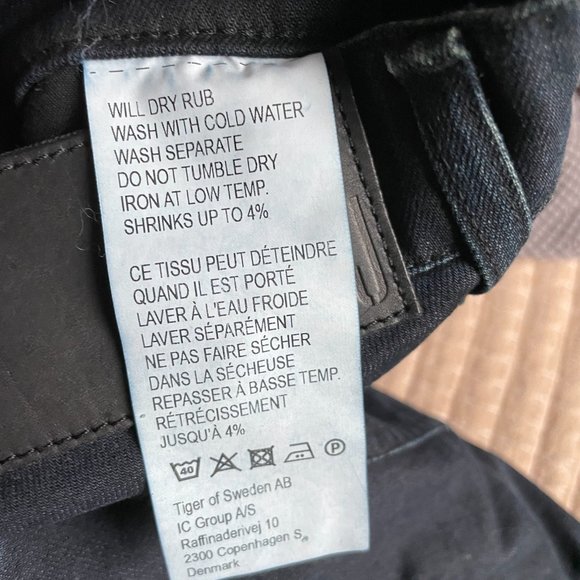 WILL DRY RUB
WASH WITH COLD WATER
WASH SEPARATE
DO NOT TUMBLE DRY
IRON AT LOW TEMP.
SHRINKS UP TO 4%
CE TISSU PEUT DÉTEINDRE
QUAND IL EST PORTÉ
LAVER À L'EAU FROIDE
LAVER SÉPARÉMENT
NE PAS FAIRE SÉCHER
DANS LA SÉCHEUSE
REPASSER À BASSE TEMP.
RÉTRÉCISSEMENT
JUSQU'À 4%
40 P
Tiger of Sweden AB
IC Group A/S
Raffinaderivej 10
2300 Copenhagen S.
Denmark